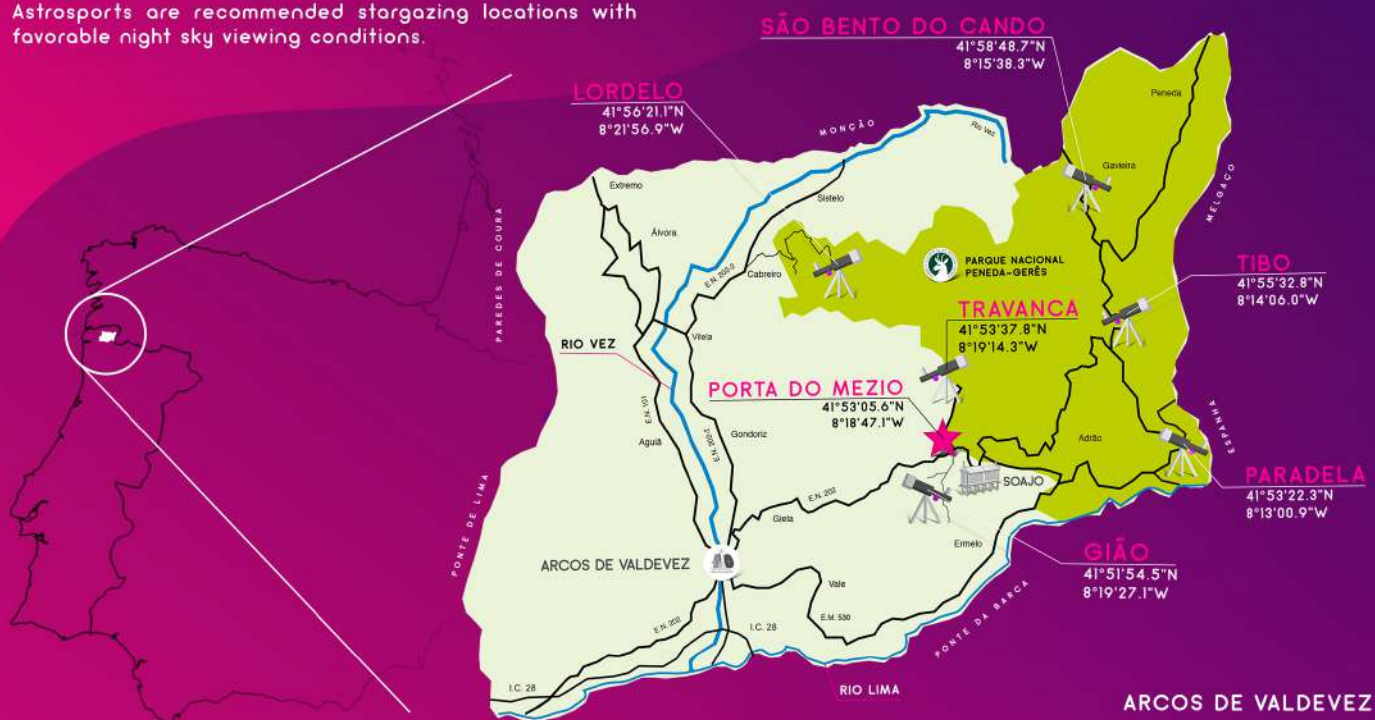 Astrosports are recommended stargazing locations with
favorable night sky viewing conditions.
SÃO BENTO DO CANDO
41°58'48.7"N
8°15'38.3"W
LORDELO
41°56'21.1"N
8°21'56.9"W
MONÇÃO
Rio Vez
Peneda
Gavieira
MELGAÇO
Extremo
Sistelo
Álvora
PAREDES DE COURA
E.N. 202-2
Cabreiro
PARQUE NACIONAL
PENEDA-GERÊS
TIBO
41°55'32.8"N
8°14'06.0"W
TRAVANCA
41°53'37.8"N
8°19'14.3"W
RIO VEZ
Vilela
PORTA DO MEZIO
41°53'05.6"N
8°18'47.1"W
E.N. 101
Aguiã
E.N. 202-2
Gondoriz
Adrão
ESPANHA
PARADELA
41°53'22.3"N
8°13'00.9"W
SOAJO
E.N. 202
Giela
PONTE DE LIMA
Ermelo
GIÃO
41°51'54.5"N
8°19'27.1"W
ARCOS DE VALDEVEZ
Vale
E.M. 530
PONTE DA BARCA
E.N. 202
I.C. 28
I.C. 28
RIO LIMA
ARCOS DE VALDEVEZ